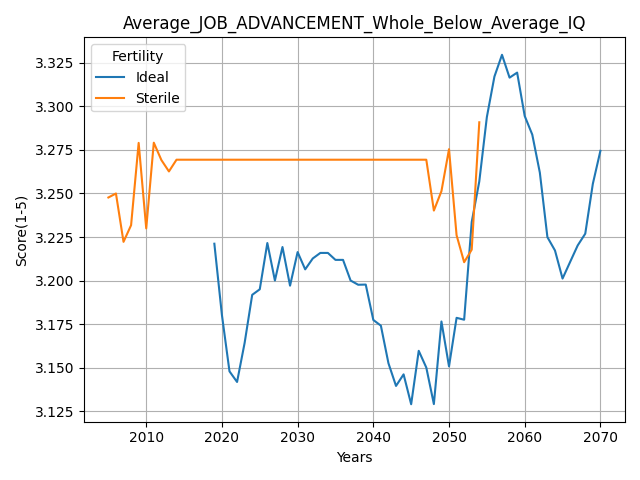 Average_JOB_ADVANCEMENT_Whole_Below_Average_IQ
Fertility
Ideal
Sterile
Score(1-5)
3.325
3.300
3.275
3.250
3.225
3.200
3.175
3.150
3.125
2010 2020 2030 2040 2050 2060 2070
Years